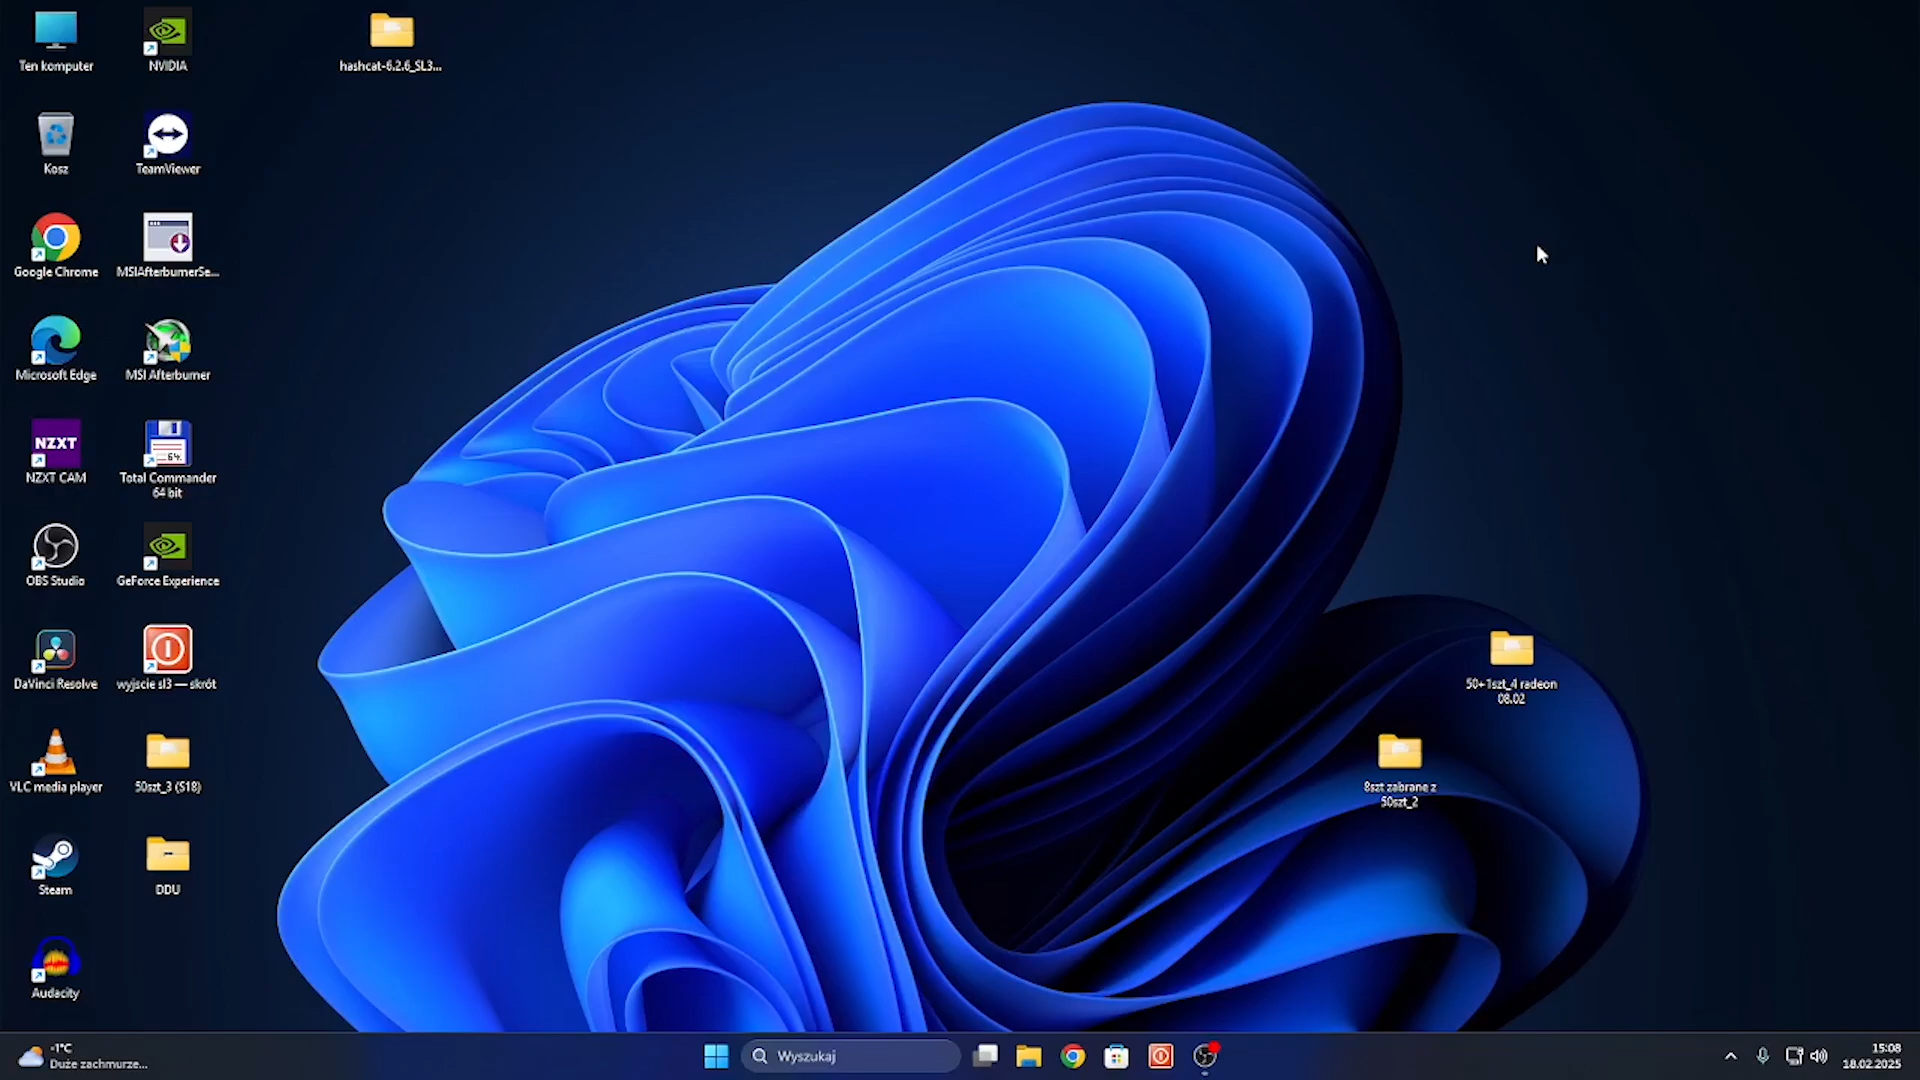 Ten komputer
NVIDIA
hashcat-6.2.6_SL3...
Kosz
TeamViewer
Google Chrome
MSIAfterburnerSe...
Microsoft Edge
MSI Afterburner
NZXT
NZXT CAM
64
Total Commander
64 bit
OBS Studio
GeForce Experience
DaVinci Resolve
wyjscie sl3 — skrót
50+1szt_4 radeon
08.02
VLC media player
50szt_3 (S18)
8szt zabrane z
50szt_2
Steam
DDU
Audacity
-1°C
Duże zachmurze...
Wyszukaj
15:08
18.02.2025